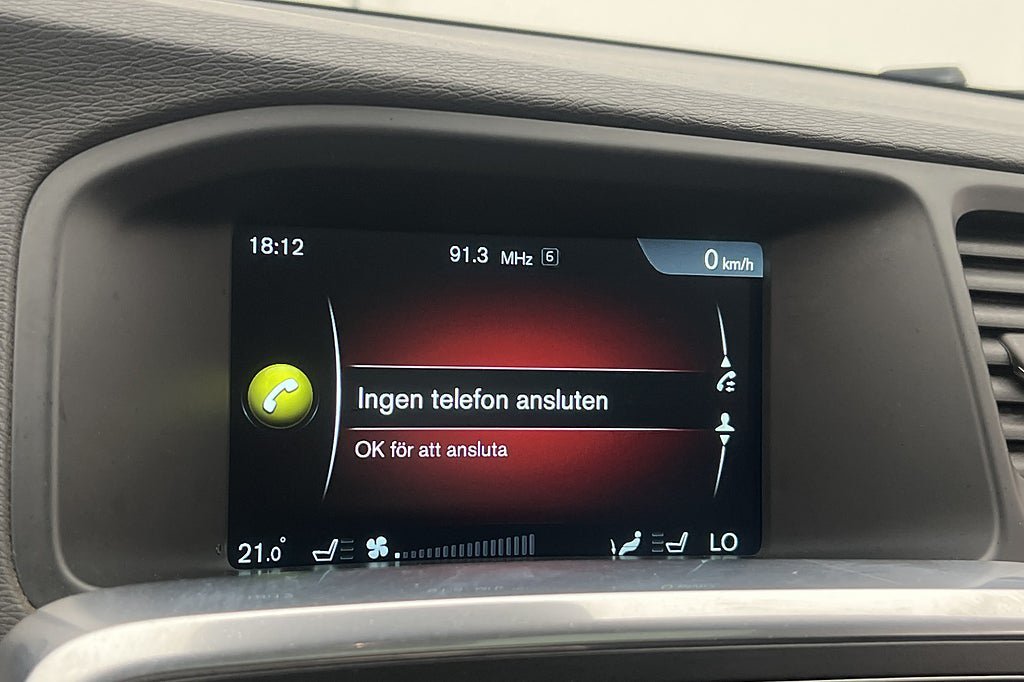 18:12
91.3 MHz 6
0 km/h
Ingen telefon ansluten
OK för att ansluta
21.0°
LO